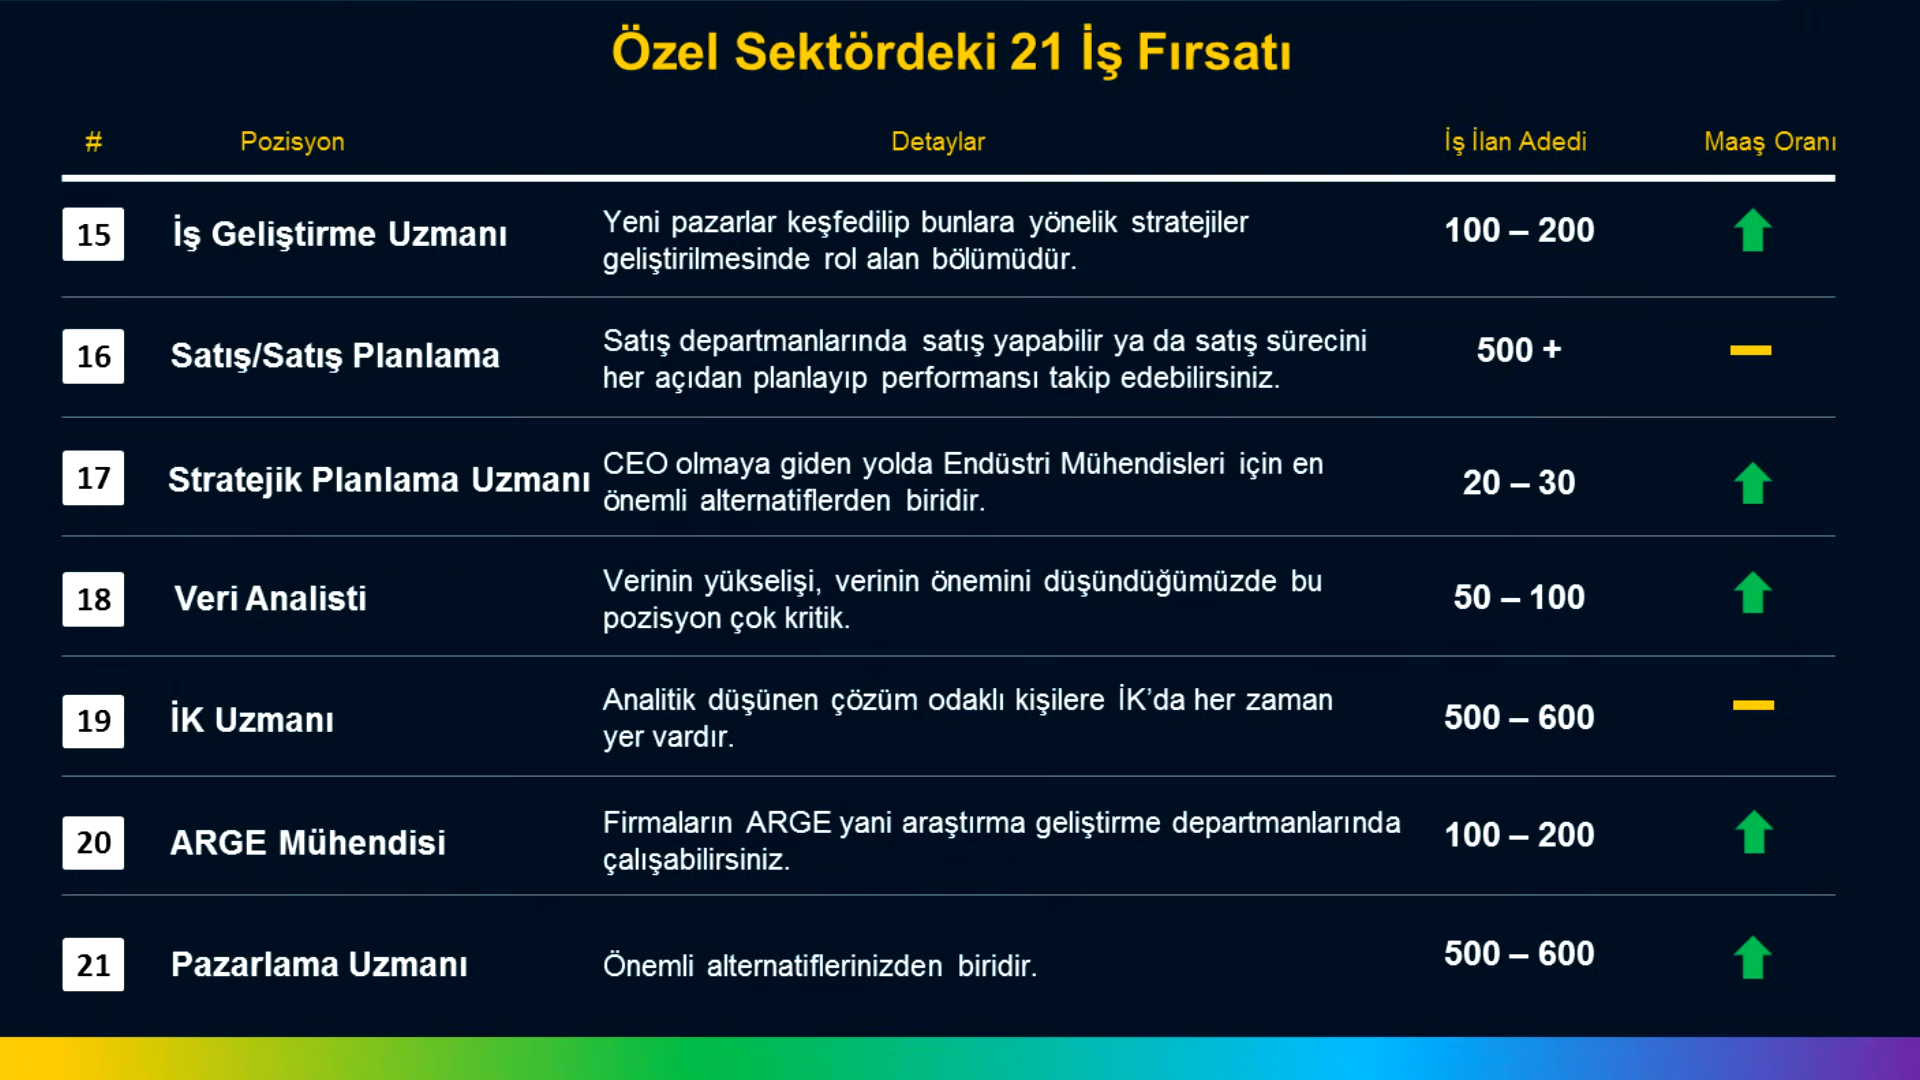 Özel Sektördeki 21 İş Fırsatı
# Pozisyon Detaylar İş İlan Adedi Maaş Oranı
15 İş Geliştirme Uzmanı Yeni pazarlar keşfedilip bunlara yönelik stratejiler 100 – 200
geliştirilmesinde rol alan bölümüdür.
16 Satış/Satış Planlama Satış departmanlarında satış yapabilir ya da satış sürecini 500 +
her açıdan planlayıp performansı takip edebilirsiniz.
17 Stratejik Planlama Uzmanı CEO olmaya giden yolda Endüstri Mühendisleri için en 20 – 30
önemli alternatiflerden biridir.
18 Veri Analisti Verinin yükselişi, verinin önemini düşündüğümüzde bu 50 – 100
pozisyon çok kritik.
19 İK Uzmanı Analitik düşünen çözüm odaklı kişilere İK’da her zaman 500 – 600
yer vardır.
20 ARGE Mühendisi Firmaların ARGE yani araştırma geliştirme departmanlarında 100 – 200
çalışabilirsiniz.
21 Pazarlama Uzmanı Önemli alternatiflerinizden biridir. 500 – 600